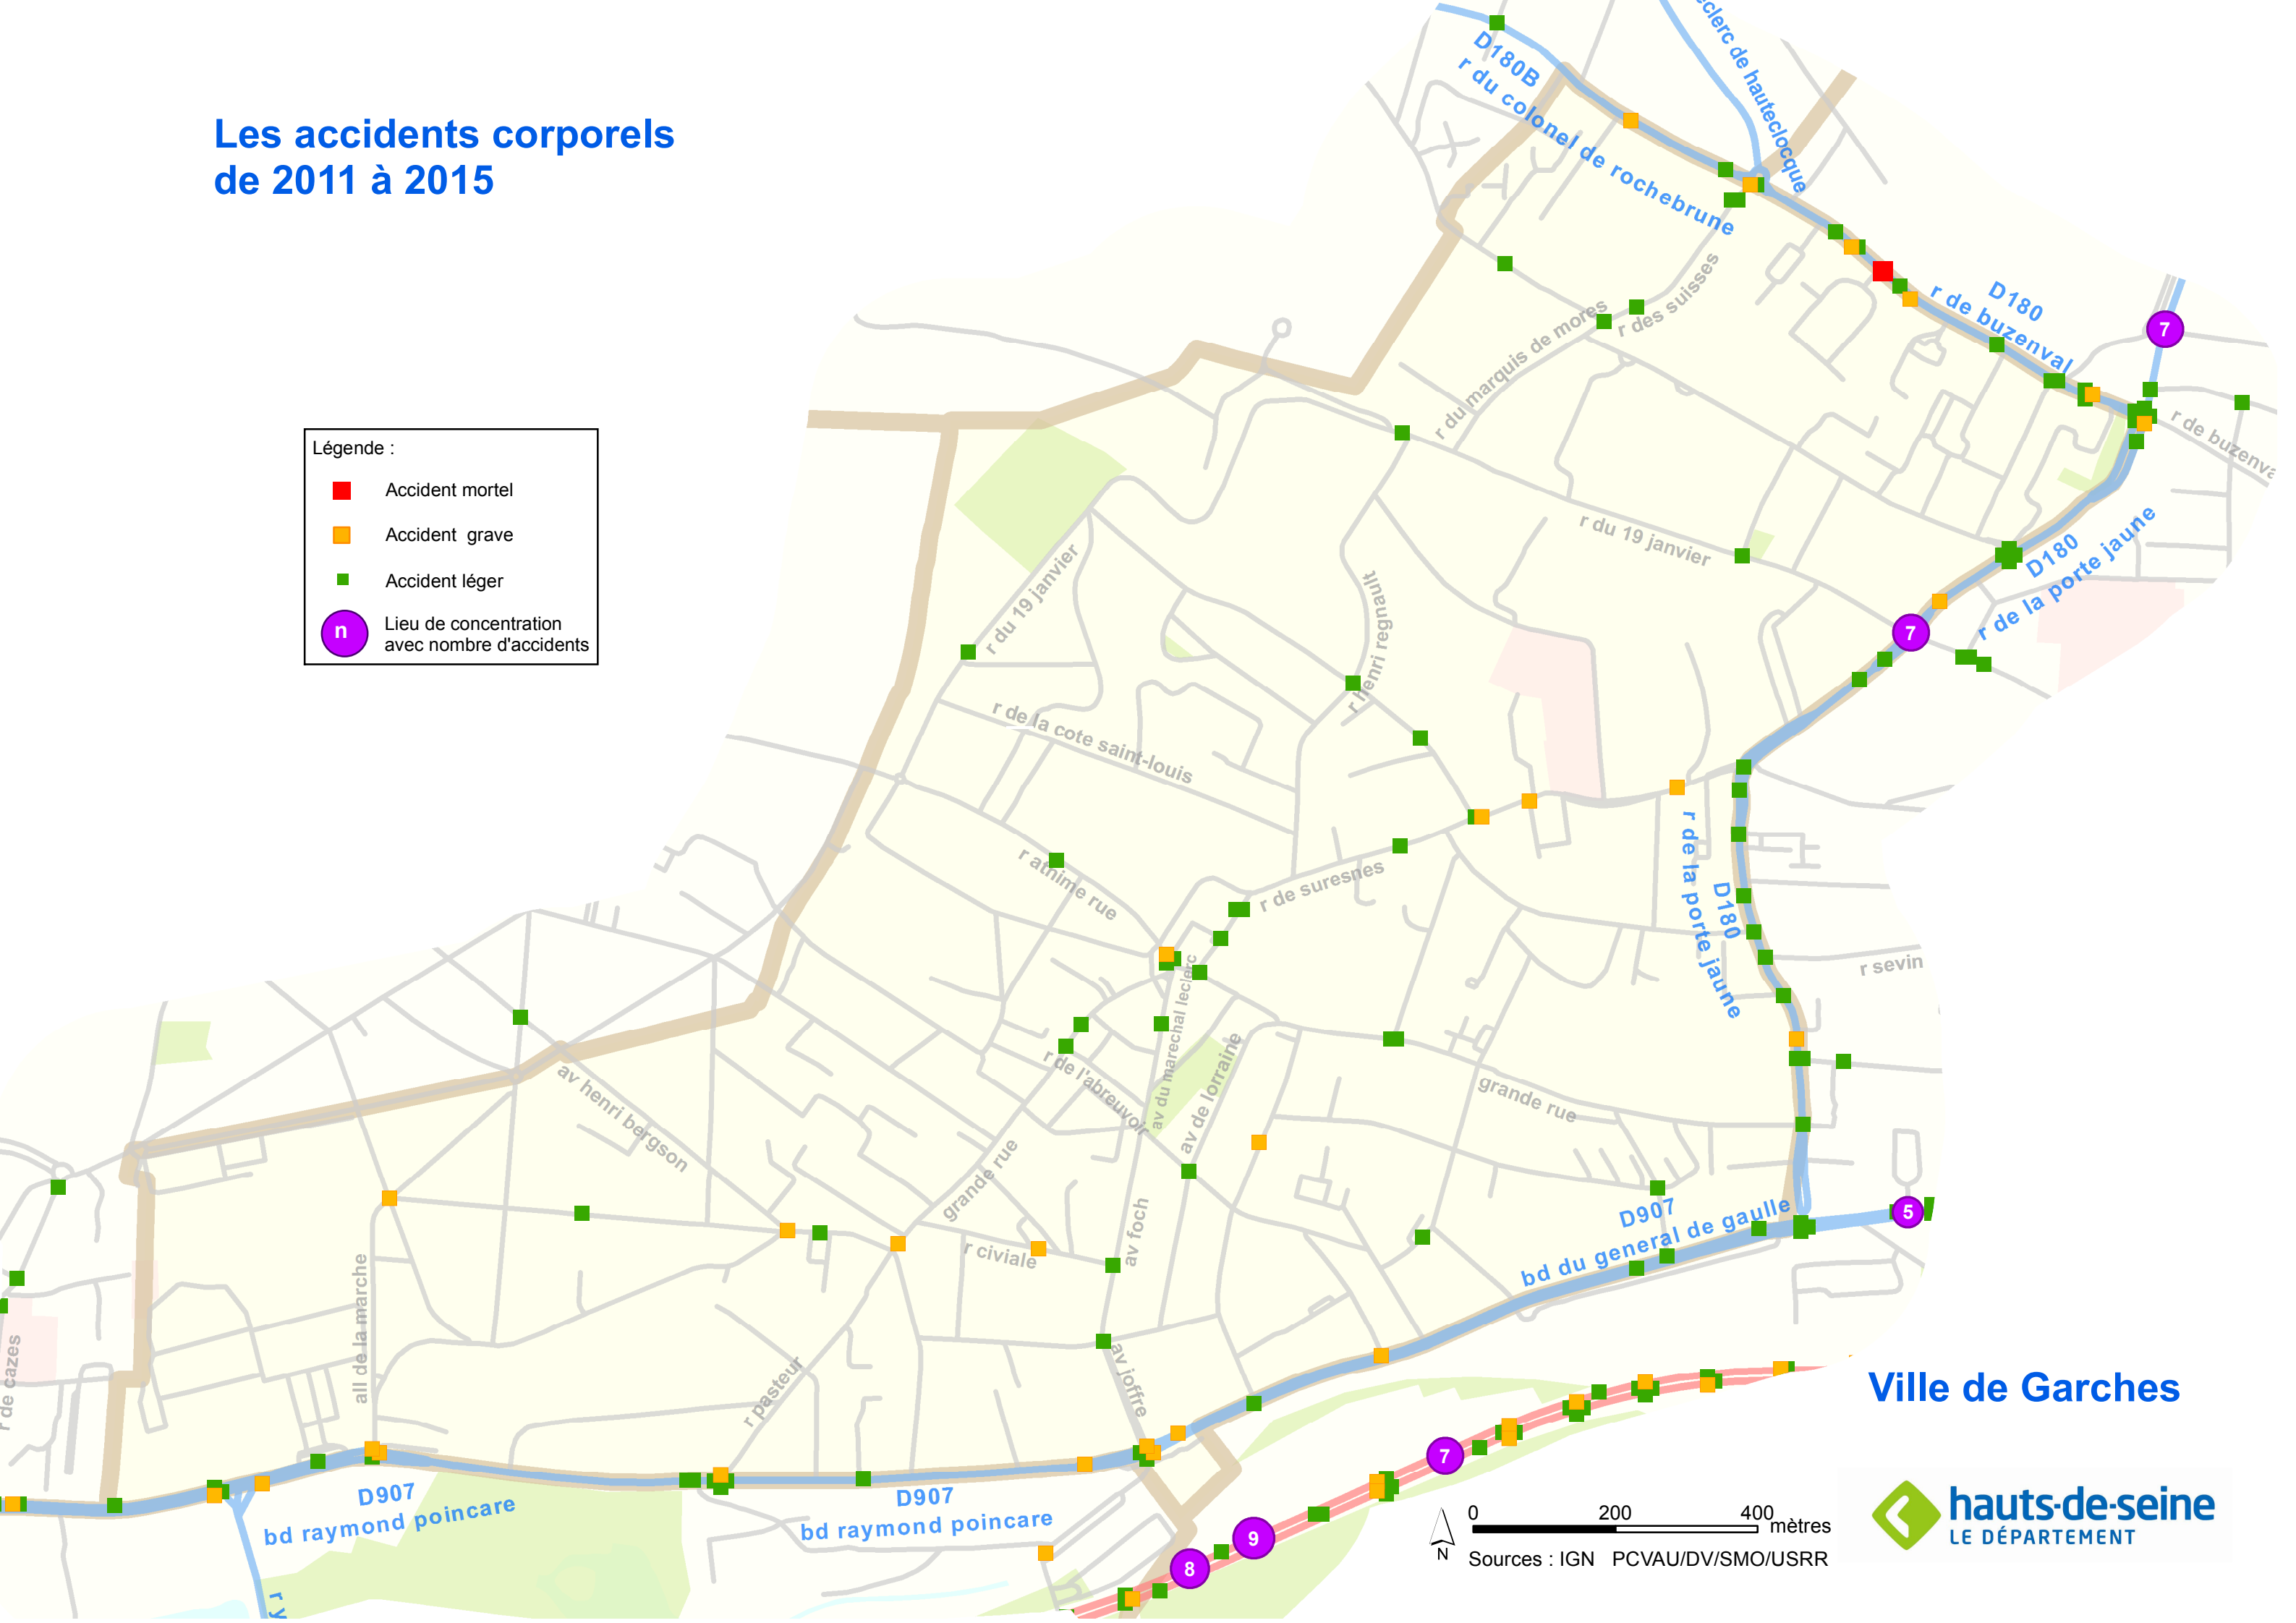 Les accidents corporels
de 2011 à 2015
D180B
r du colonel de rochebrune
eclerc de hauteclocque
r des suisses
r du marquis de mores
D180
r de buzenval
7
r de buzenva
Légende :
Accident mortel
Accident grave
Accident léger
n
Lieu de concentration
avec nombre d'accidents
r du 19 janvier
r du 19 janvier
r henri regnault
D180
r de la porte jaune
7
r de la cote saint-louis
r athime rue
r de suresnes
r de la porte jaune
D180
r sevin
av du marechal leclerc
r de l'abreuvoir
av de lorraine
grande rue
av henri bergson
grande rue
r civiale
av foch
D907
bd du general de gaulle
5
all de la marche
r de cazes
r pasteur
av joffre
D907
bd raymond poincare
D907
bd raymond poincare
r y
7
9
8
Ville de Garches
N
0 200 400 mètres
Sources : IGN PCVAU/DV/SMO/USRR
hauts-de-seine
LE DÉPARTEMENT